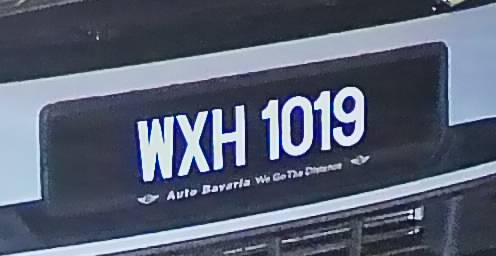 WXH 1019
Auto Bavaria We Go The Distance